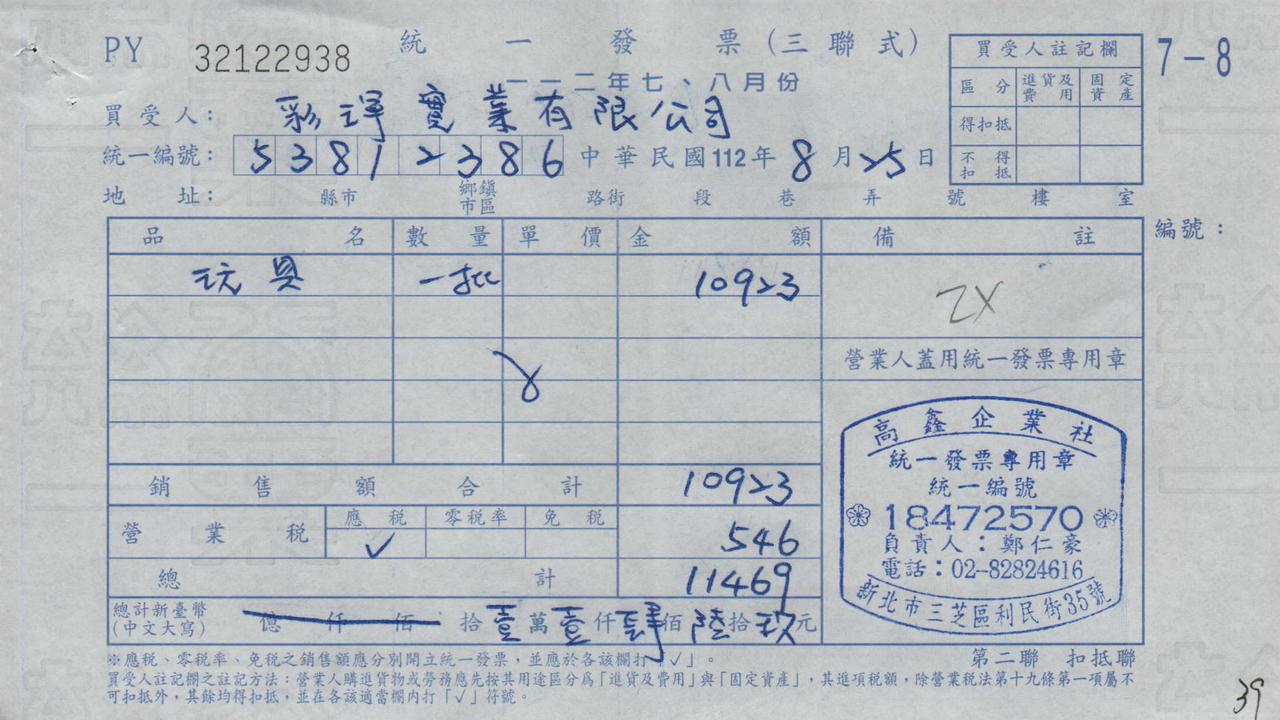 PY 32122938 統一發票(三聯式)
一一二年七、八月份
7-8
買受人註記欄
區分 進貨及費用 固定資產
得扣抵
不得扣抵
買受人: 彩琿實業有限公司
統一編號: 53812386 中華民國112年8月25日
地址: 縣市 鄉鎮市區 路街 段 巷 弄 號 樓 室
品名 數量 單價 金額 備註
編號:
玩具 一批 10923
ZX
營業人蓋用統一發票專用章
銷售額合計 10923
營業稅 應稅 零稅率 免稅
✓ 546
總計 11469
總計新臺幣(中文大寫) 億仟佰拾壹萬壹仟肆佰陸拾玖元
高鑫企業社
統一發票專用章
統一編號
18472570
負責人:鄭仁豪
電話:02-82824616
新北市三芝區利民街35號
※應稅、零稅率、免稅之銷售額應分別開立統一發票,並應於各該欄打「✓」。
第二聯 扣抵聯
買受人註記欄之註記方法:營業人購進貨物或勞務應先按其用途區分為「進貨及費用」與「固定資產」,其進項稅額,除營業稅法第十九條第一項屬不
可扣抵外,其餘均得扣抵,並在各該適當欄內打「✓」符號。
39